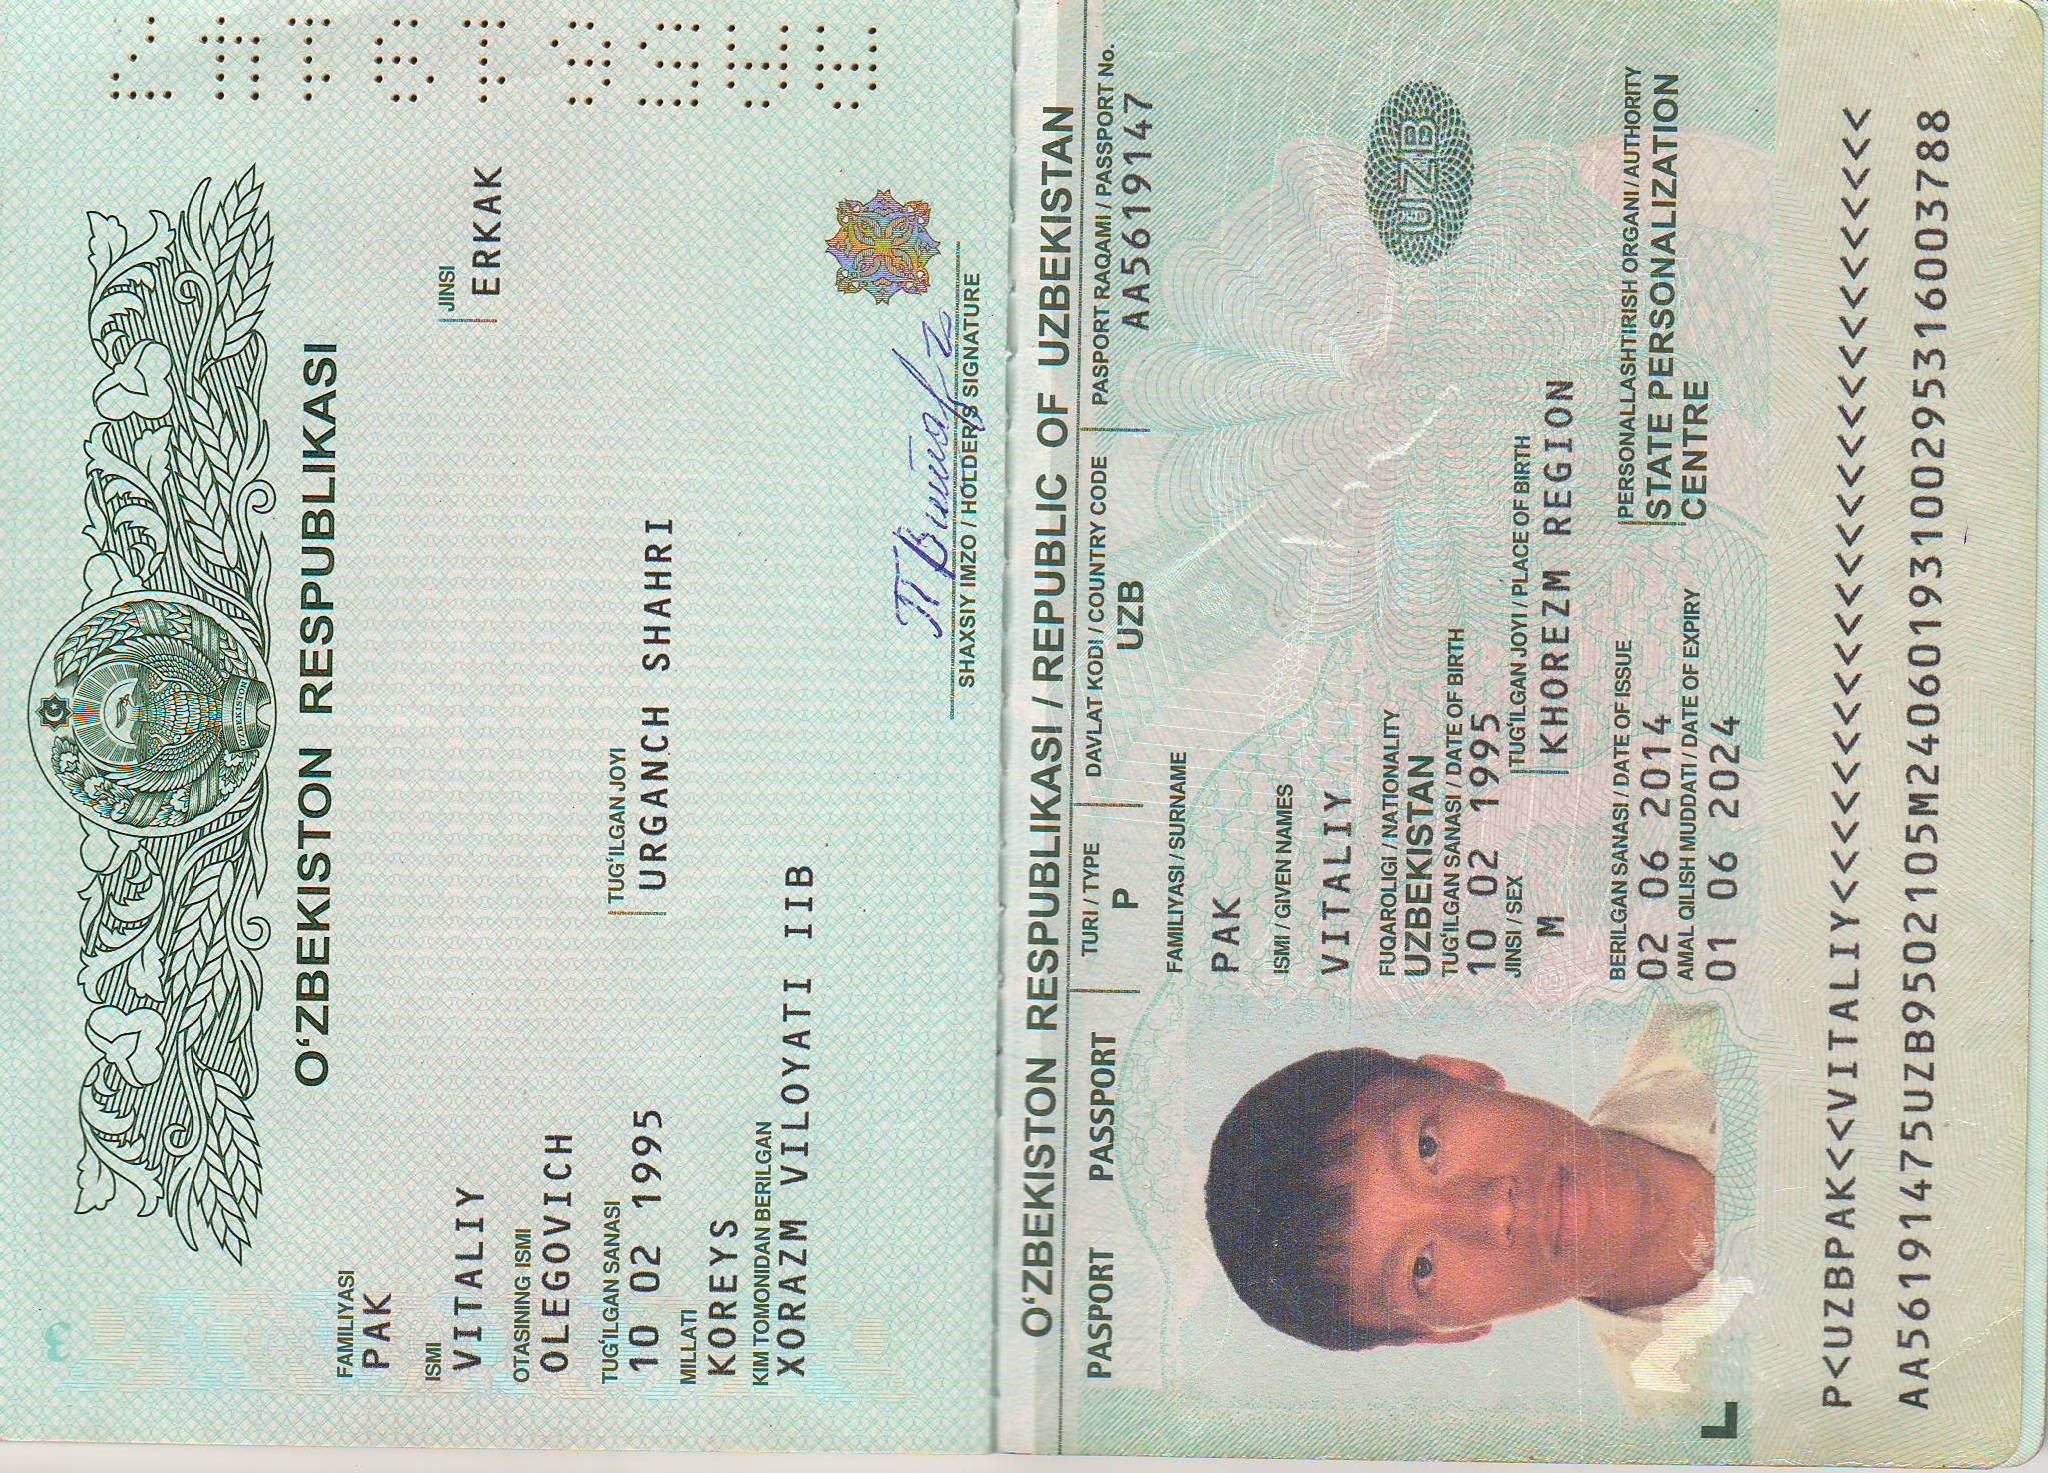 3
O‘ZBEKISTON RESPUBLIKASI
FAMILIYASI
PAK
ISMI
VITALIY
JINSI
ERKAK
OTASINING ISMI
OLEGOVICH
TUG‘ILGAN SANASI
10 02 1995
TUG‘ILGAN JOYI
URGANCH SHAHRI
MILLATI
KOREYS
KIM TOMONIDAN BERILGAN
XORAZM VILOYATI IIB
SHAXSIY IMZO / HOLDER'S SIGNATURE
O‘ZBEKISTON RESPUBLIKASI / REPUBLIC OF UZBEKISTAN
PASPORT PASSPORT
TURI / TYPE
P
DAVLAT KODI / COUNTRY CODE
UZB
PASPORT RAQAMI / PASSPORT No.
AA5619147
FAMILIYASI / SURNAME
PAK
ISMI / GIVEN NAMES
VITALIY
FUQAROLIGI / NATIONALITY
UZBEKISTAN
TUG‘ILGAN SANASI / DATE OF BIRTH
10 02 1995
JINSI / SEX
M
TUG‘ILGAN JOYI / PLACE OF BIRTH
KHOREZM REGION
BERILGAN SANASI / DATE OF ISSUE
02 06 2014
AMAL QILISH MUDDATI / DATE OF EXPIRY
01 06 2024
PERSONALLASHTIRISH ORGANI / AUTHORITY
STATE PERSONALIZATION
CENTRE
UZB
P<UZBPAK<<VITALIY<<<<<<<<<<<<<<<<<<<<<<<<<<<
AA56191475UZB9502105M24060193100295316003788